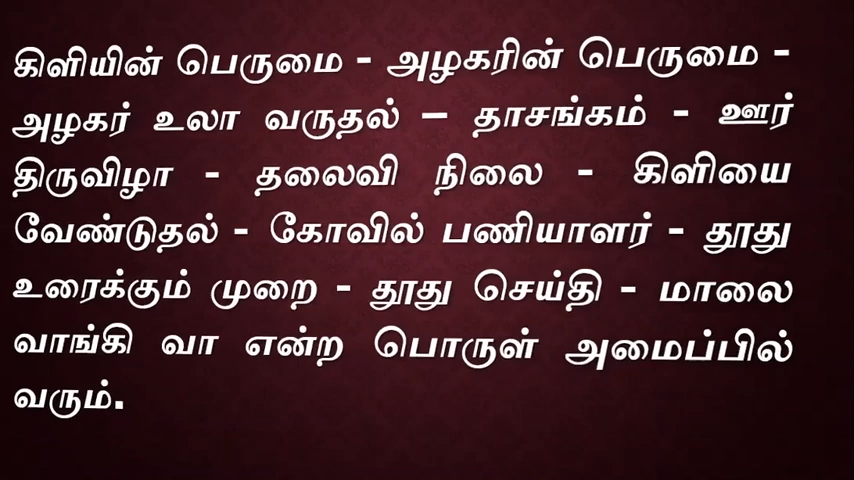 கிளியின் பெருமை - அழகரின் பெருமை -
அழகர் உலா வருதல் – தாசங்கம் - ஊர்
திருவிழா - தலைவி நிலை - கிளியை
வேண்டுதல் - கோவில் பணியாளர் - தூது
உரைக்கும் முறை - தூது செய்தி - மாலை
வாங்கி வா என்ற பொருள் அமைப்பில்
வரும்.